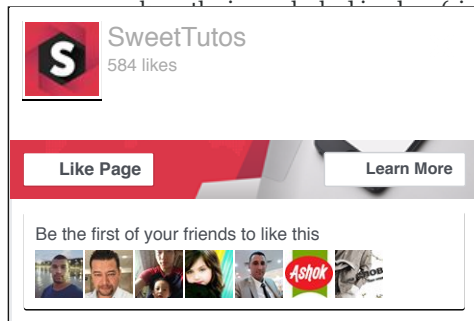 SweetTutos
584 likes
S
Like Page
Learn More
Be the first of your friends to like this
Ashok